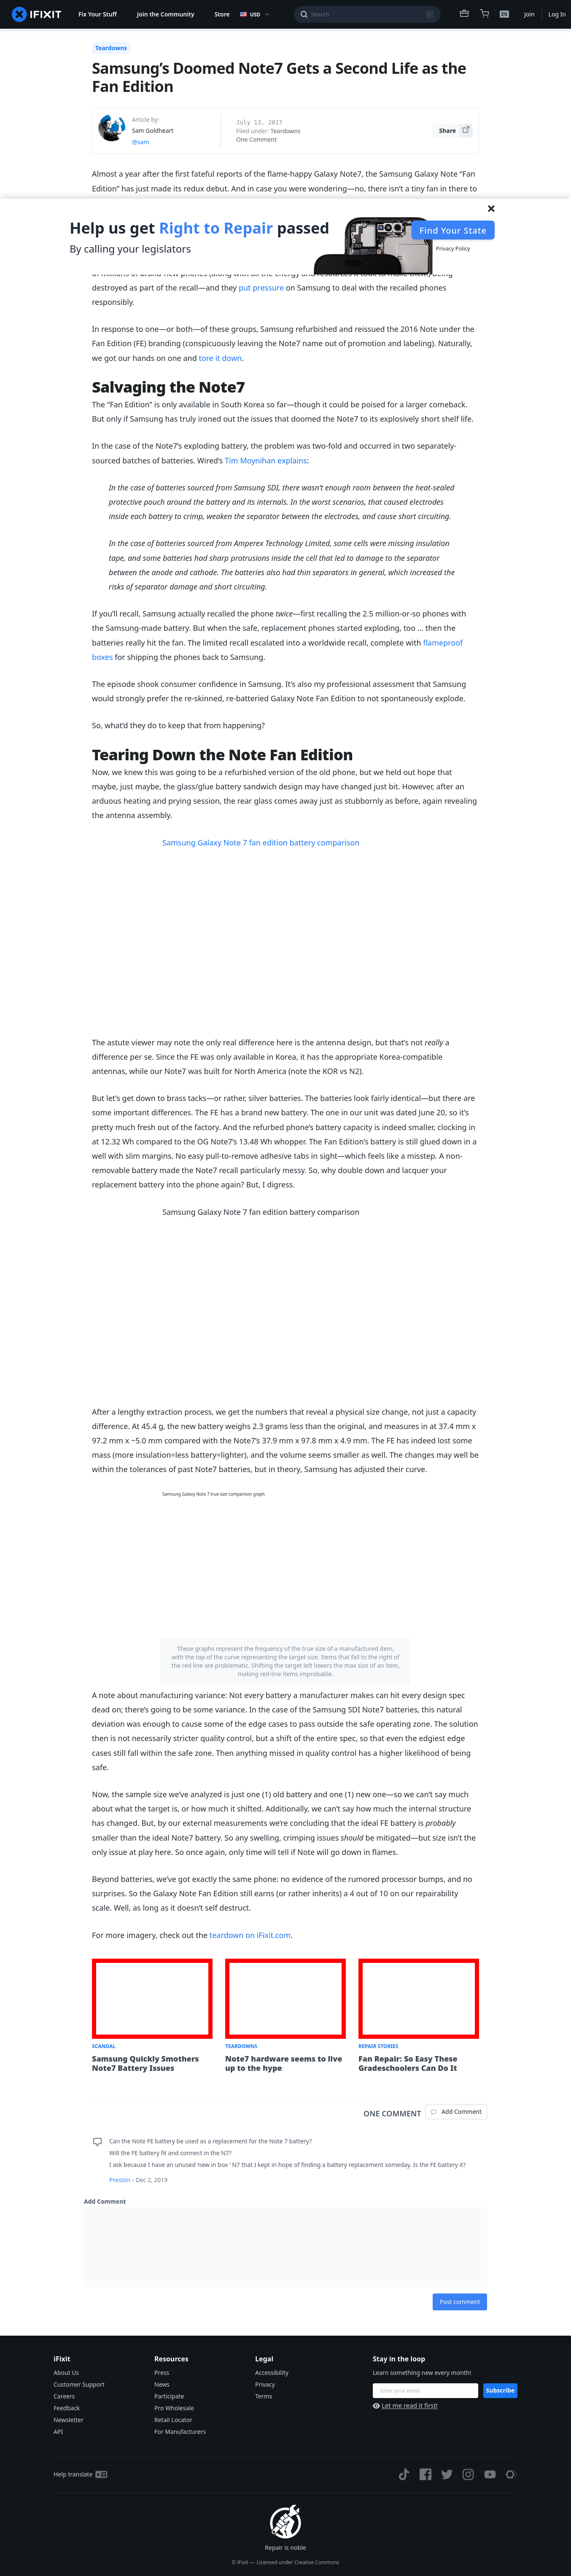 IFIXIT
Fix Your Stuff
Join the Community
Store
USD
Search
/
Join
Log In
Teardowns
Samsung’s Doomed Note7 Gets a Second Life as the
Fan Edition
Article by:
Sam Goldheart
@sam
July 13, 2017
Filed under: Teardowns
One Comment
Share
Almost a year after the first fateful reports of the flame-happy Galaxy Note7, the Samsung Galaxy Note “Fan
Edition” has just made its redux debut. And in case you were wondering—no, there isn’t a tiny fan in there to
Help us get Right to Repair passed
By calling your legislators
Find Your State
Privacy Policy
destroyed as part of the recall—and they put pressure on Samsung to deal with the recalled phones
responsibly.
In response to one—or both—of these groups, Samsung refurbished and reissued the 2016 Note under the
Fan Edition (FE) branding (conspicuously leaving the Note7 name out of promotion and labeling). Naturally,
we got our hands on one and tore it down.
Salvaging the Note7
The “Fan Edition” is only available in South Korea so far—though it could be poised for a larger comeback.
But only if Samsung has truly ironed out the issues that doomed the Note7 to its explosively short shelf life.
In the case of the Note7’s exploding battery, the problem was two-fold and occurred in two separately-
sourced batches of batteries. Wired’s Tim Moynihan explains:
In the case of batteries sourced from Samsung SDI, there wasn’t enough room between the heat-sealed
protective pouch around the battery and its internals. In the worst scenarios, that caused electrodes
inside each battery to crimp, weaken the separator between the electrodes, and cause short circuiting.
In the case of batteries sourced from Amperex Technology Limited, some cells were missing insulation
tape, and some batteries had sharp protrusions inside the cell that led to damage to the separator
between the anode and cathode. The batteries also had thin separators in general, which increased the
risks of separator damage and short circuiting.
If you’ll recall, Samsung actually recalled the phone twice—first recalling the 2.5 million-or-so phones with
the Samsung-made battery. But when the safe, replacement phones started exploding, too … then the
batteries really hit the fan. The limited recall escalated into a worldwide recall, complete with flameproof
boxes for shipping the phones back to Samsung.
The episode shook consumer confidence in Samsung. It’s also my professional assessment that Samsung
would strongly prefer the re-skinned, re-batteried Galaxy Note Fan Edition to not spontaneously explode.
So, what’d they do to keep that from happening?
Tearing Down the Note Fan Edition
Now, we knew this was going to be a refurbished version of the old phone, but we held out hope that
maybe, just maybe, the glass/glue battery sandwich design may have changed just bit. However, after an
arduous heating and prying session, the rear glass comes away just as stubbornly as before, again revealing
the antenna assembly.
Samsung Galaxy Note 7 fan edition battery comparison
The astute viewer may note the only real difference here is the antenna design, but that’s not really a
difference per se. Since the FE was only available in Korea, it has the appropriate Korea-compatible
antennas, while our Note7 was built for North America (note the KOR vs N2).
But let’s get down to brass tacks—or rather, silver batteries. The batteries look fairly identical—but there are
some important differences. The FE has a brand new battery. The one in our unit was dated June 20, so it’s
pretty much fresh out of the factory. And the refurbed phone’s battery capacity is indeed smaller, clocking in
at 12.32 Wh compared to the OG Note7’s 13.48 Wh whopper. The Fan Edition’s battery is still glued down in a
well with slim margins. No easy pull-to-remove adhesive tabs in sight—which feels like a misstep. A non-
removable battery made the Note7 recall particularly messy. So, why double down and lacquer your
replacement battery into the phone again? But, I digress.
Samsung Galaxy Note 7 fan edition battery comparison
After a lengthy extraction process, we get the numbers that reveal a physical size change, not just a capacity
difference. At 45.4 g, the new battery weighs 2.3 grams less than the original, and measures in at 37.4 mm x
97.2 mm x ~5.0 mm compared with the Note7’s 37.9 mm x 97.8 mm x 4.9 mm. The FE has indeed lost some
mass (more insulation=less battery=lighter), and the volume seems smaller as well. The changes may well be
within the tolerances of past Note7 batteries, but in theory, Samsung has adjusted their curve.
Samsung Galaxy Note 7 true size comparison graph
These graphs represent the frequency of the true size of a manufactured item,
with the top of the curve representing the target size. Items that fall to the right of
the red line are problematic. Shifting the target left lowers the max size of an item,
making red-line items improbable.
A note about manufacturing variance: Not every battery a manufacturer makes can hit every design spec
dead on; there’s going to be some variance. In the case of the Samsung SDI Note7 batteries, this natural
deviation was enough to cause some of the edge cases to pass outside the safe operating zone. The solution
then is not necessarily stricter quality control, but a shift of the entire spec, so that even the edgiest edge
cases still fall within the safe zone. Then anything missed in quality control has a higher likelihood of being
safe.
Now, the sample size we’ve analyzed is just one (1) old battery and one (1) new one—so we can’t say much
about what the target is, or how much it shifted. Additionally, we can’t say how much the internal structure
has changed. But, by our external measurements we’re concluding that the ideal FE battery is probably
smaller than the ideal Note7 battery. So any swelling, crimping issues should be mitigated—but size isn’t the
only issue at play here. So once again, only time will tell if Note will go down in flames.
Beyond batteries, we’ve got exactly the same phone: no evidence of the rumored processor bumps, and no
surprises. So the Galaxy Note Fan Edition still earns (or rather inherits) a 4 out of 10 on our reparability
scale. Well, as long as it doesn’t self destruct.
For more imagery, check out the teardown on iFixit.com.
SCANDAL
Samsung Quickly Smothers
Note7 Battery Issues
TEARDOWNS
Note7 hardware seems to live
up to the hype
REPAIR STORIES
Fan Repair: So Easy These
Gradeschoolers Can Do It
ONE COMMENT
Add Comment
Can the Note FE battery be used as a replacement for the Note 7 battery?
Will the FE battery fit and connect in the N7?
I ask because I have an unused ‘new in box ’ N7 that I kept in hope of finding a battery replacement someday. Is the FE battery it?
Preston - Dec 2, 2019
Add Comment
Post comment
iFixit
About Us
Customer Support
Careers
Feedback
Newsletter
API
Resources
Press
News
Participate
Pro Wholesale
Retail Locator
For Manufacturers
Legal
Accessibility
Privacy
Terms
Stay in the loop
Learn something new every month!
Enter your email
Subscribe
Let me read it first!
Help translate
Repair is noble
© iFixit — Licensed under Creative Commons